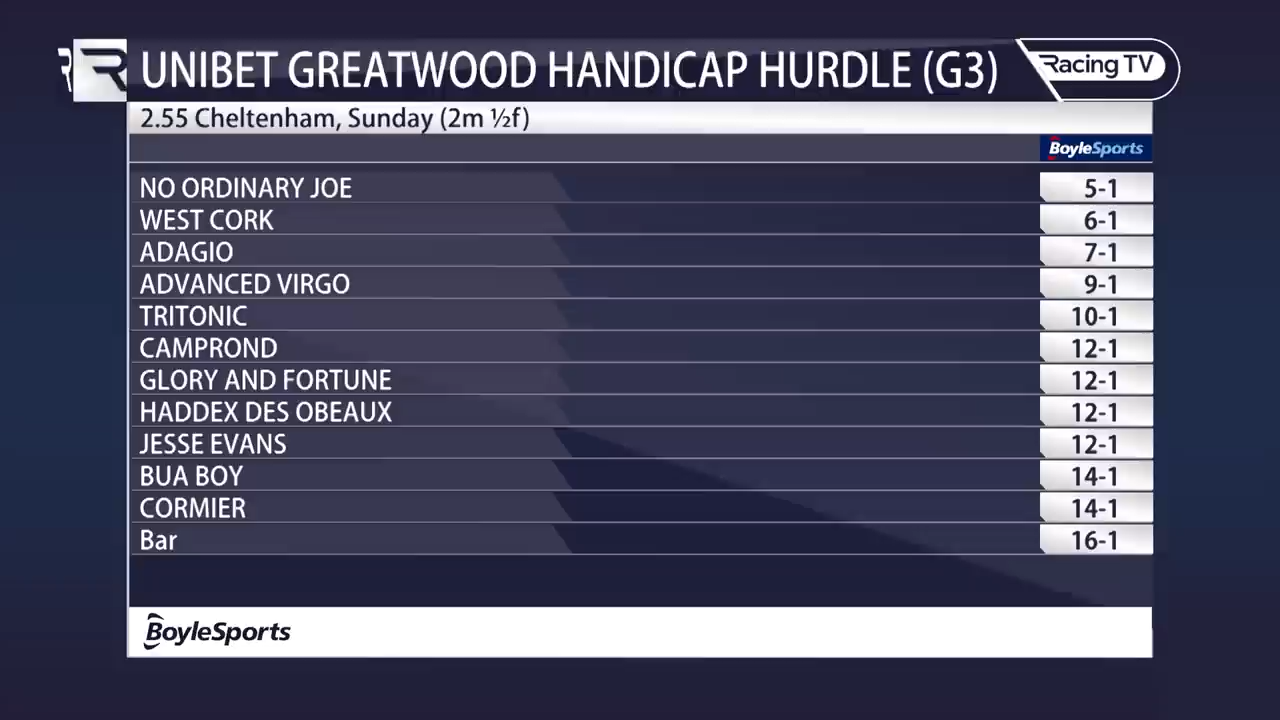 R UNIBET GREATWOOD HANDICAP HURDLE (G3) Racing TV
2.55 Cheltenham, Sunday (2m ½f)
BoyleSports
NO ORDINARY JOE 5-1
WEST CORK 6-1
ADAGIO 7-1
ADVANCED VIRGO 9-1
TRITONIC 10-1
CAMPROND 12-1
GLORY AND FORTUNE 12-1
HADDEX DES OBEAUX 12-1
JESSE EVANS 12-1
BUA BOY 14-1
CORMIER 14-1
Bar 16-1
BoyleSports